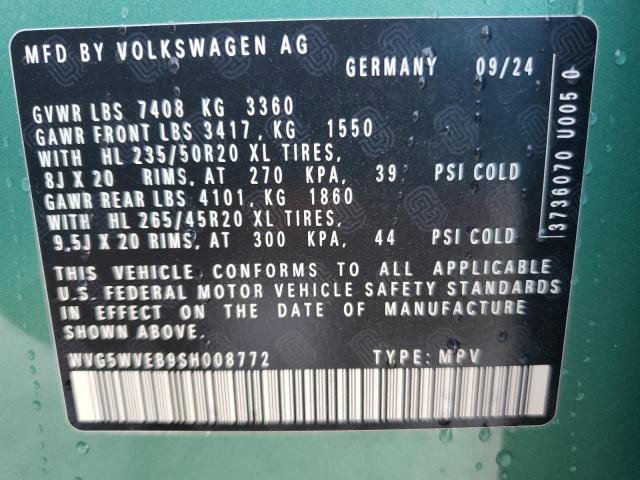 MFD BY VOLKSWAGEN AG
GERMANY 09/24
GVWR LBS 7408 KG 3360
GAWR FRONT LBS 3417, KG 1550
WITH HL 235/50R20 XL TIRES,
8J X 20 RIMS, AT 270 KPA, 39 PSI COLD
GAWR REAR LBS 4101, KG 1860
WITH HL 265/45R20 XL TIRES,
9,5J X 20 RIMS, AT 300 KPA, 44 PSI COLD
THIS VEHICLE CONFORMS TO ALL APPLICABLE
U.S. FEDERAL MOTOR VEHICLE SAFETY STANDARDS
IN EFFECT ON THE DATE OF MANUFACTURE
SHOWN ABOVE.
WVG5WVEB9SH008772 TYPE: MPV
3736070 U005